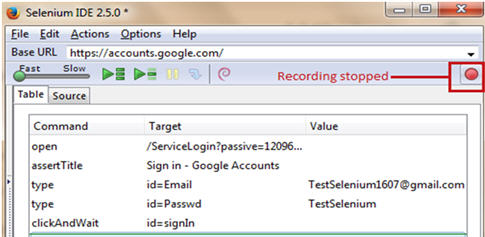 Selenium IDE 2.5.0 *
File Edit Actions Options Help
Base URL https://accounts.google.com/
Fast Slow
Recording stopped
Table Source
Command Target Value
open /ServiceLogin?passive=12096...
assertTitle Sign in - Google Accounts
type id=Email TestSelenium1607@gmail.com
type id=Passwd TestSelenium
clickAndWait id=signIn